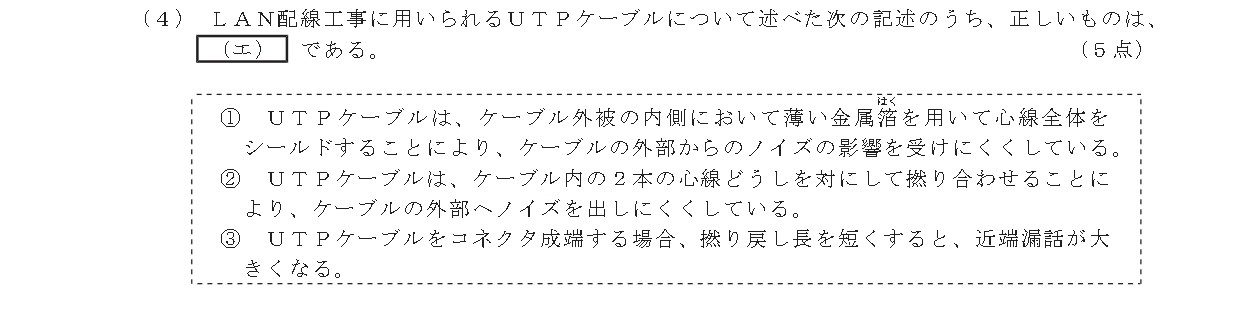 （４） ＬＡＮ配線工事に用いられるＵＴＰケーブルについて述べた次の記述のうち、正しいものは、
（エ） である。 （５点）
はく
① ＵＴＰケーブルは、ケーブル外被の内側において薄い金属箔を用いて心線全体を
シールドすることにより、ケーブルの外部からのノイズの影響を受けにくくしている。
② ＵＴＰケーブルは、ケーブル内の２本の心線どうしを対にして撚り合わせることに
より、ケーブルの外部へノイズを出しにくくしている。
③ ＵＴＰケーブルをコネクタ成端する場合、撚り戻し長を短くすると、近端漏話が大
きくなる。